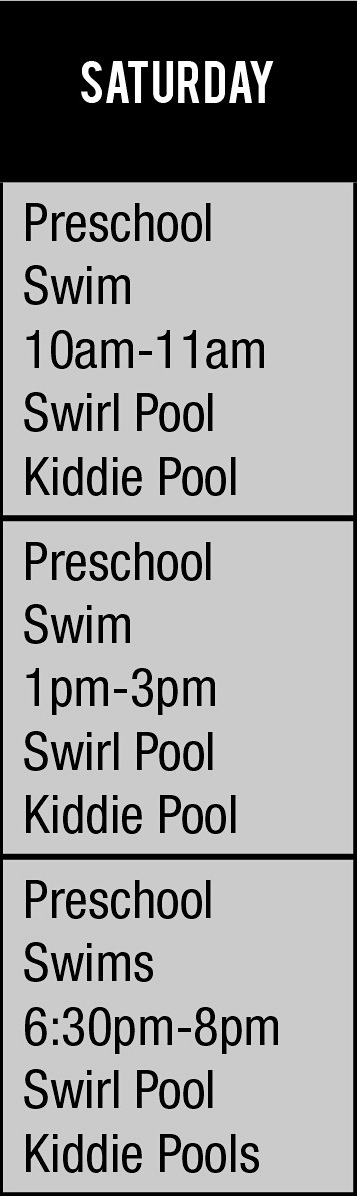 SATURDAY
Preschool
Swim
10am-11am
Swirl Pool
Kiddie Pool
Preschool
Swim
1pm-3pm
Swirl Pool
Kiddie Pool
Preschool
Swims
6:30pm-8pm
Swirl Pool
Kiddie Pools